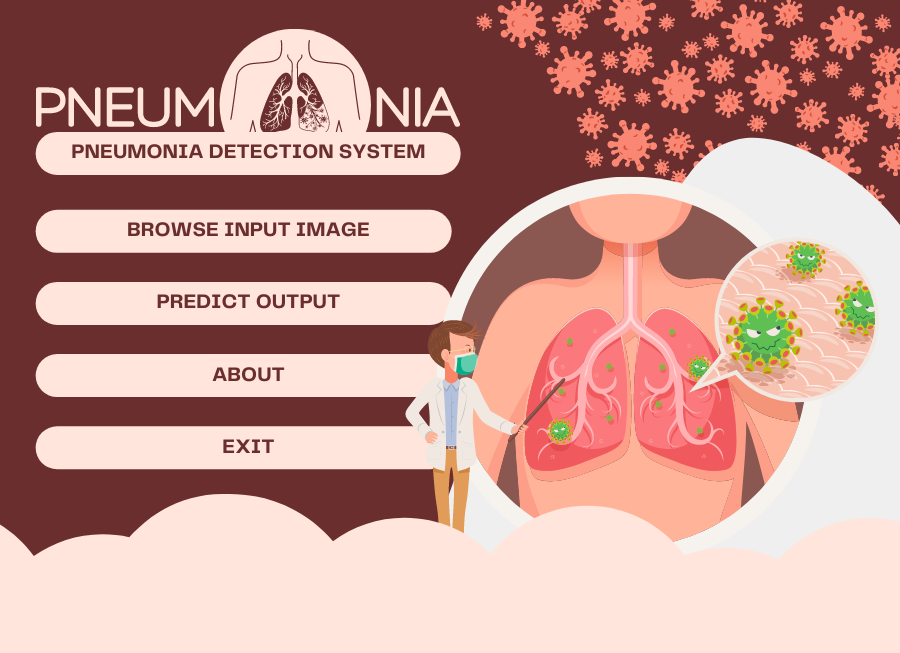 PNEUM NIA
PNEUMONIA DETECTION SYSTEM
BROWSE INPUT IMAGE
PREDICT OUTPUT
ABOUT
EXIT